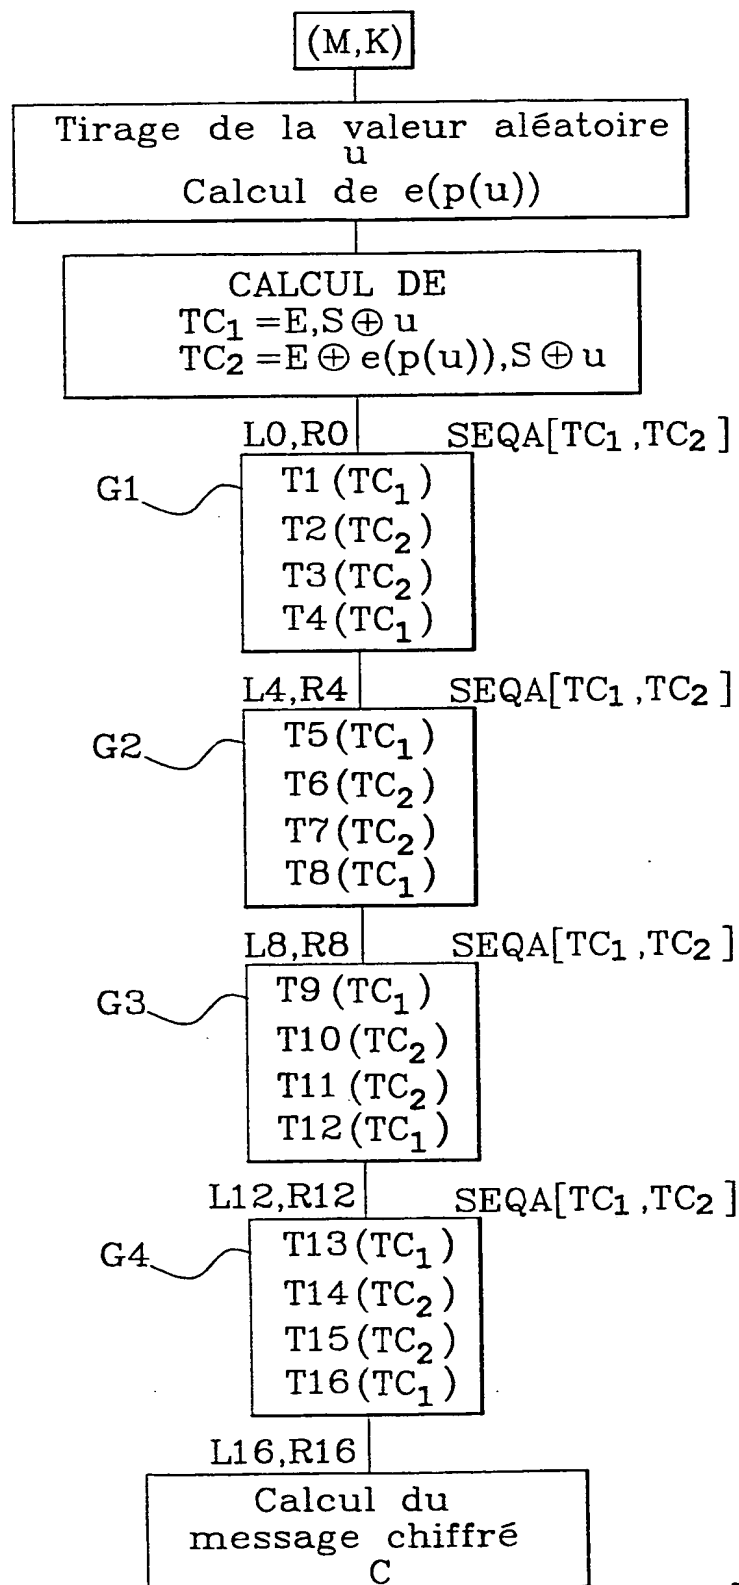 (M,K)
Tirage de la valeur aléatoire
u
Calcul de e(p(u))
CALCUL DE
TC₁ =E,S⊕u
TC₂ =E⊕e(p(u)),S⊕u
L0,R0 SEQA[TC₁,TC₂]
G1
T1(TC₁)
T2(TC₂)
T3(TC₂)
T4(TC₁)
L4,R4 SEQA[TC₁,TC₂]
G2
T5(TC₁)
T6(TC₂)
T7(TC₂)
T8(TC₁)
L8,R8 SEQA[TC₁,TC₂]
G3
T9(TC₁)
T10(TC₂)
T11(TC₂)
T12(TC₁)
L12,R12 SEQA[TC₁,TC₂]
G4
T13(TC₁)
T14(TC₂)
T15(TC₂)
T16(TC₁)
L16,R16
Calcul du
message chiffré
C